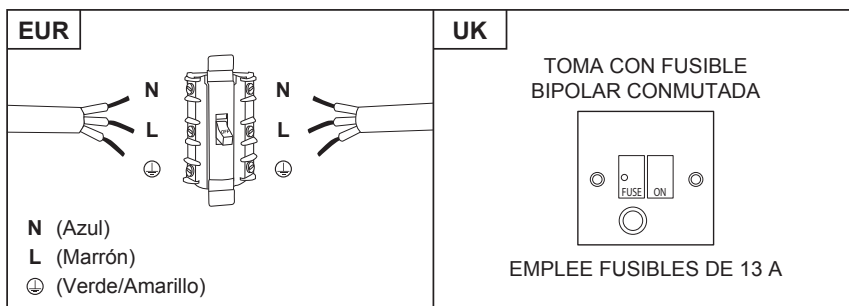 EUR
N N
L L
N (Azul)
L (Marrón)
(Verde/Amarillo)
UK
TOMA CON FUSIBLE
BIPOLAR CONMUTADA
FUSE ON
EMPLEE FUSIBLES DE 13 A